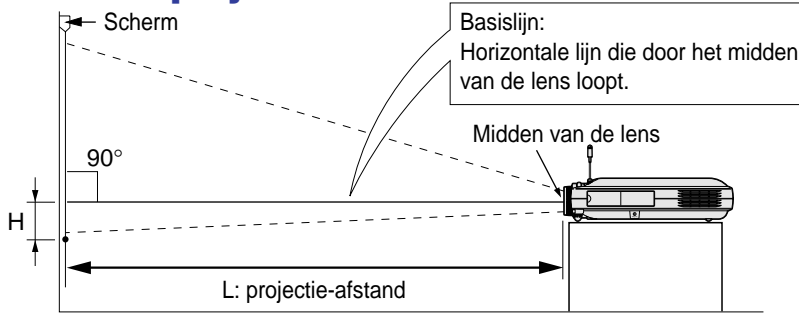 Scherm
Basislijn:
Horizontale lijn die door het midden
van de lens loopt.
Midden van de lens
90°
H
L: projectie-afstand